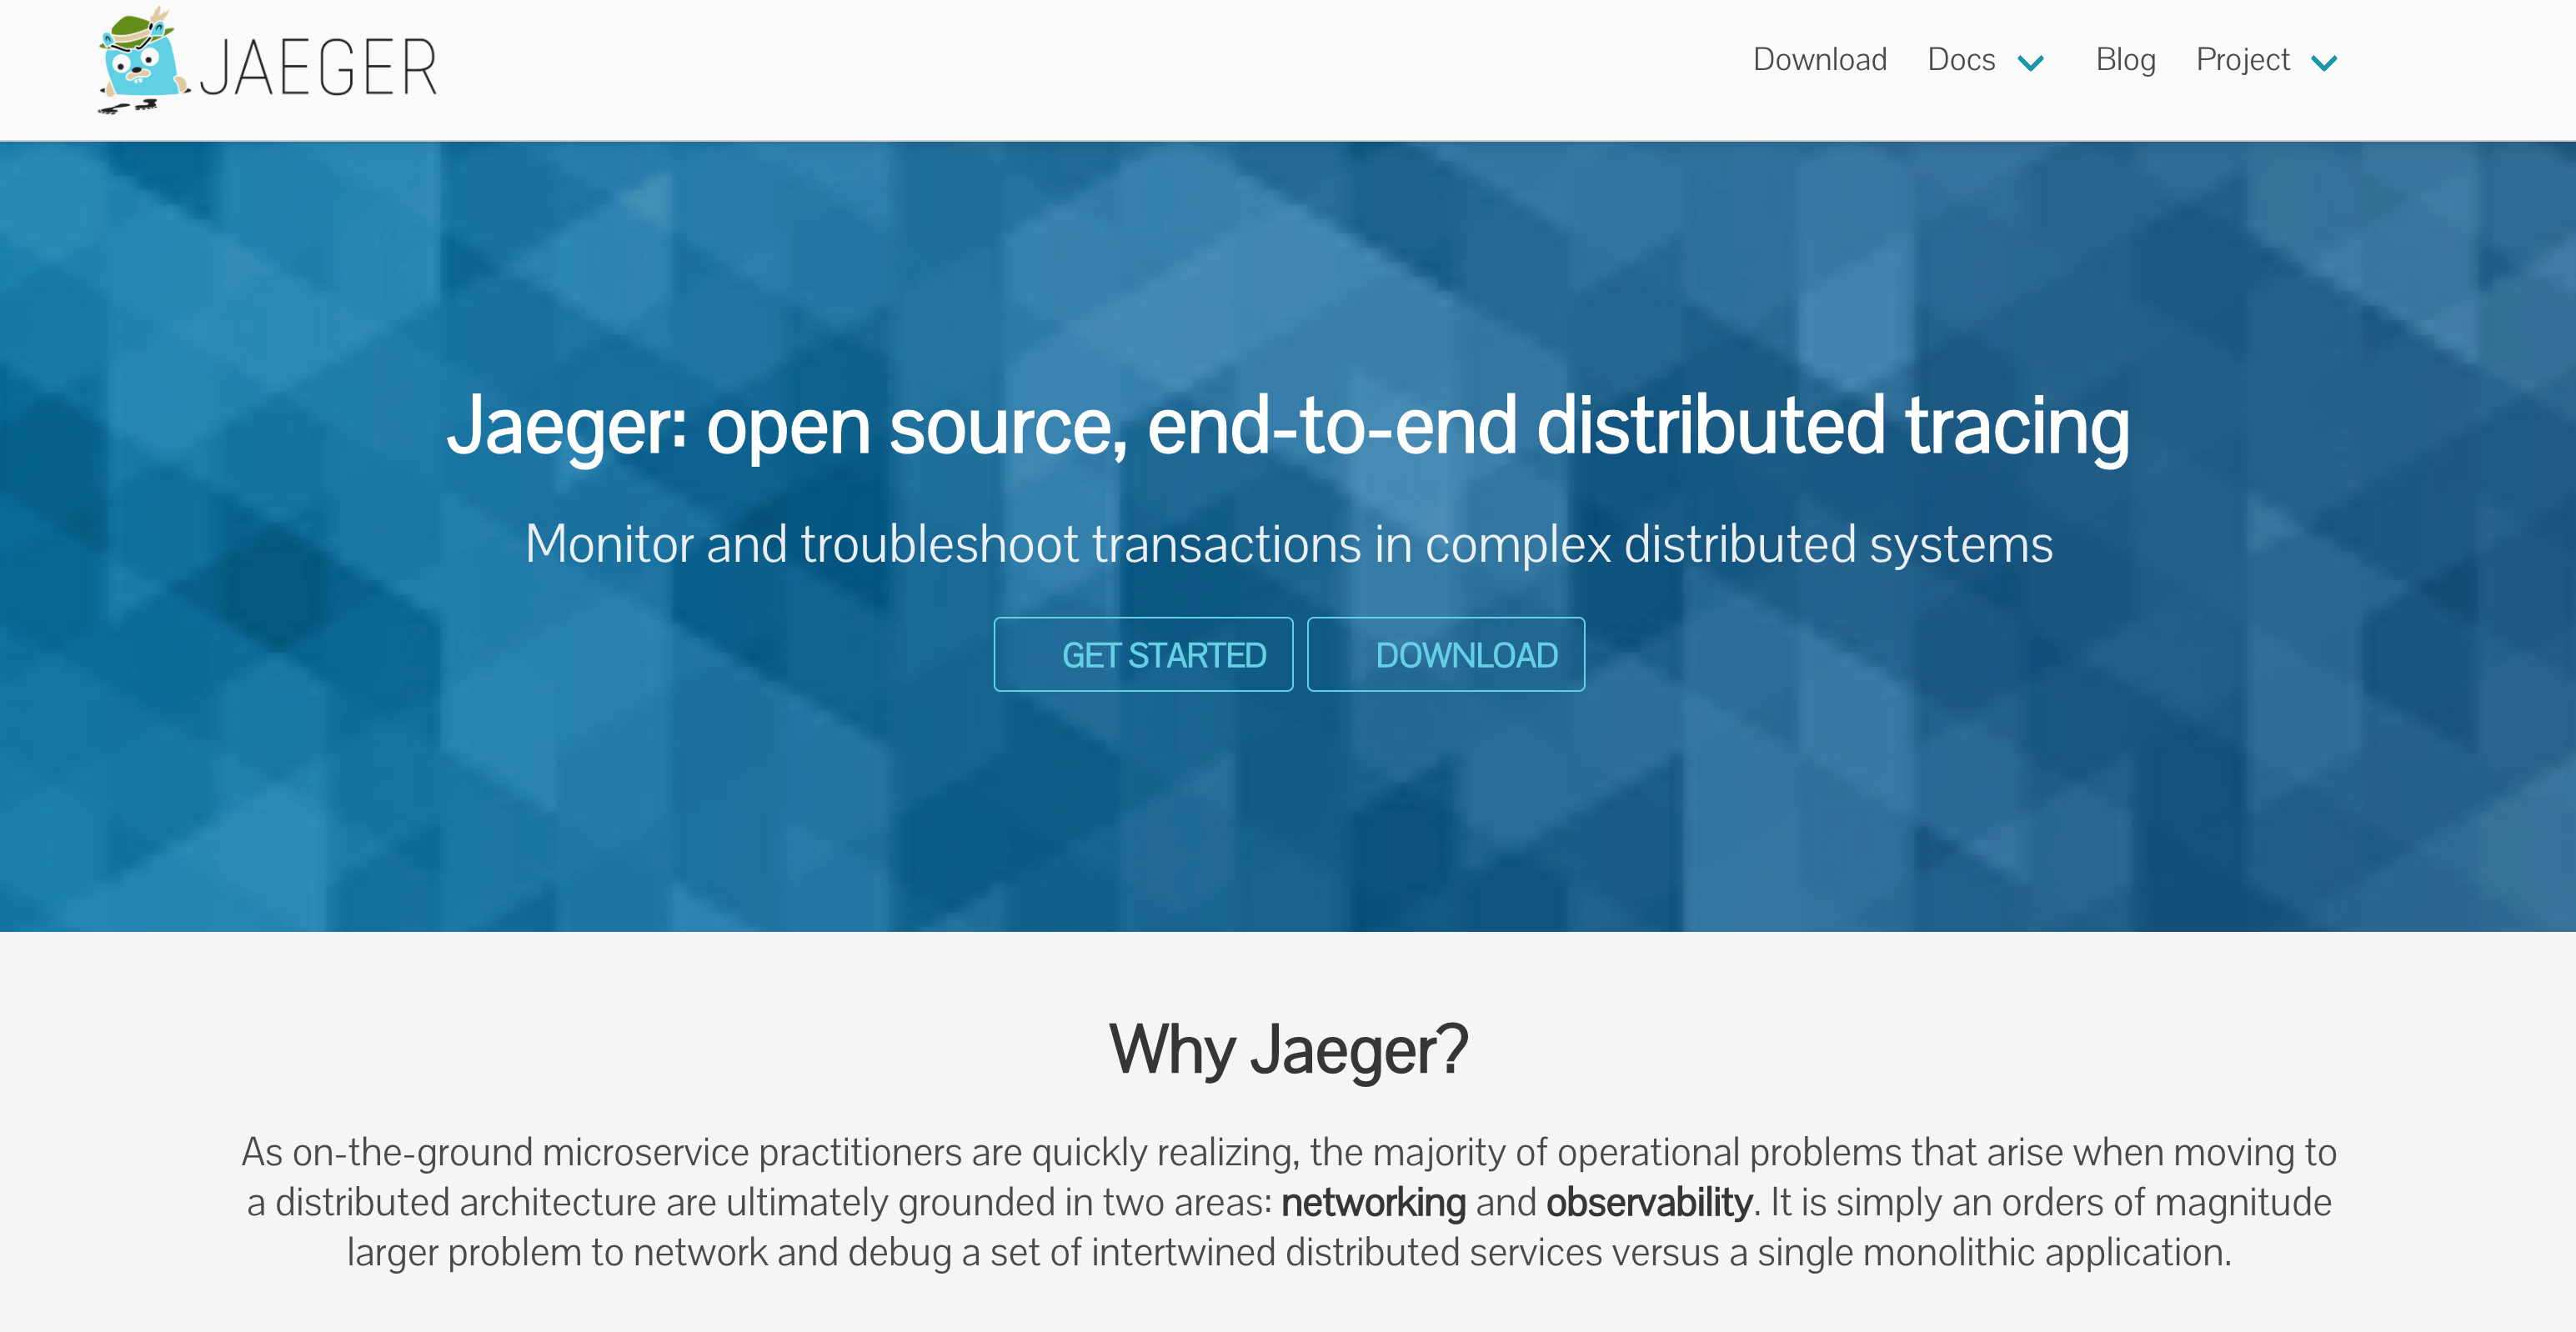 JAEGER
Download Docs Blog Project
Jaeger: open source, end-to-end distributed tracing
Monitor and troubleshoot transactions in complex distributed systems
GET STARTED DOWNLOAD
Why Jaeger?
As on-the-ground microservice practitioners are quickly realizing, the majority of operational problems that arise when moving to
a distributed architecture are ultimately grounded in two areas: networking and observability. It is simply an orders of magnitude
larger problem to network and debug a set of intertwined distributed services versus a single monolithic application.